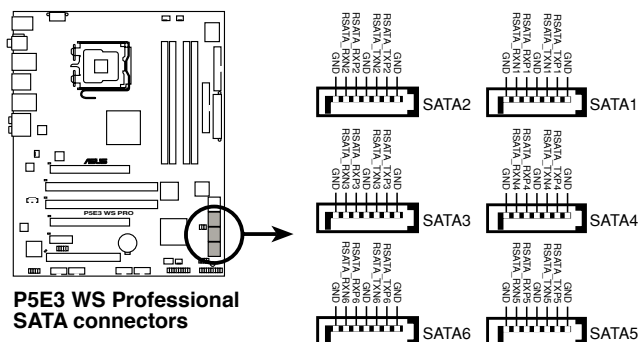 GND
RSATA_RXN2
RSATA_RXP2
GND
RSATA_TXN2
RSATA_TXP2
GND
SATA2
GND
RSATA_RXN1
RSATA_RXP1
GND
RSATA_TXN1
RSATA_TXP1
GND
SATA1
GND
RSATA_RXN3
RSATA_RXP3
GND
RSATA_TXN3
RSATA_TXP3
GND
SATA3
GND
RSATA_RXN4
RSATA_RXP4
GND
RSATA_TXN4
RSATA_TXP4
GND
SATA4
GND
RSATA_RXN6
RSATA_RXP6
GND
RSATA_TXN6
RSATA_TXP6
GND
SATA6
GND
RSATA_RXN5
RSATA_RXP5
GND
RSATA_TXN5
RSATA_TXP5
GND
SATA5
ASUS
P5E3 WS PRO
P5E3 WS Professional
SATA connectors